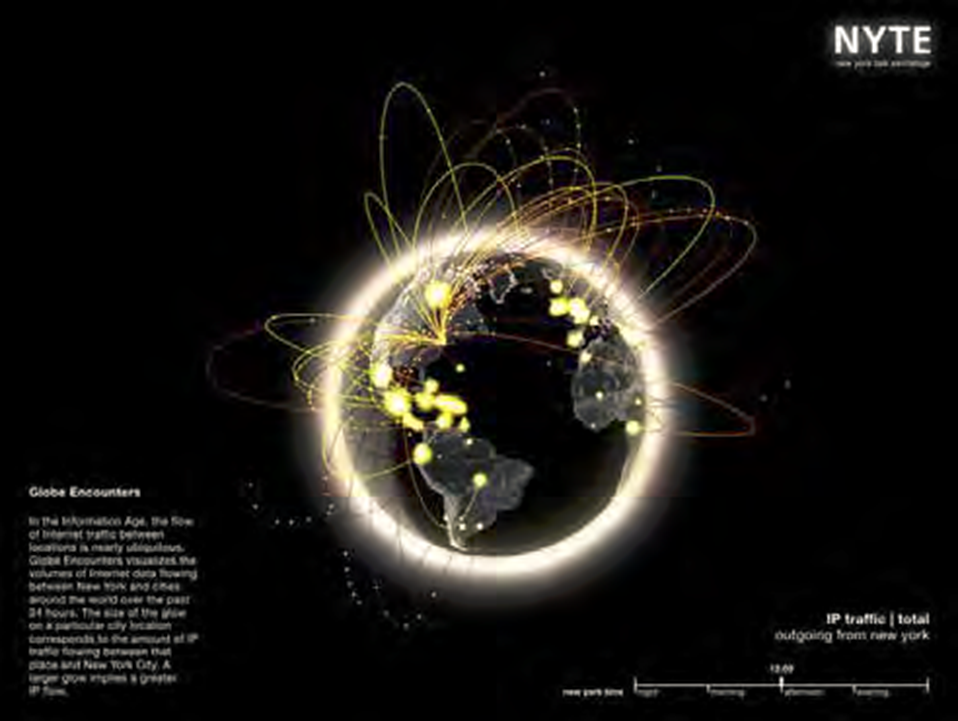 NYTE
new york talk exchange
Globe Encounters
In the Information Age, the flow
of Internet traffic between
locations is nearly ubiquitous.
Globe Encounters visualizes the
volumes of Internet data flowing
between New York and cities
around the world over the past
24 hours. The size of the glow
on a particular city location
corresponds to the amount of IP
traffic flowing between that
place and New York City. A
larger glow implies a greater
IP flow.
IP traffic | total
outgoing from new york
12:00
new york time night morning afternoon evening